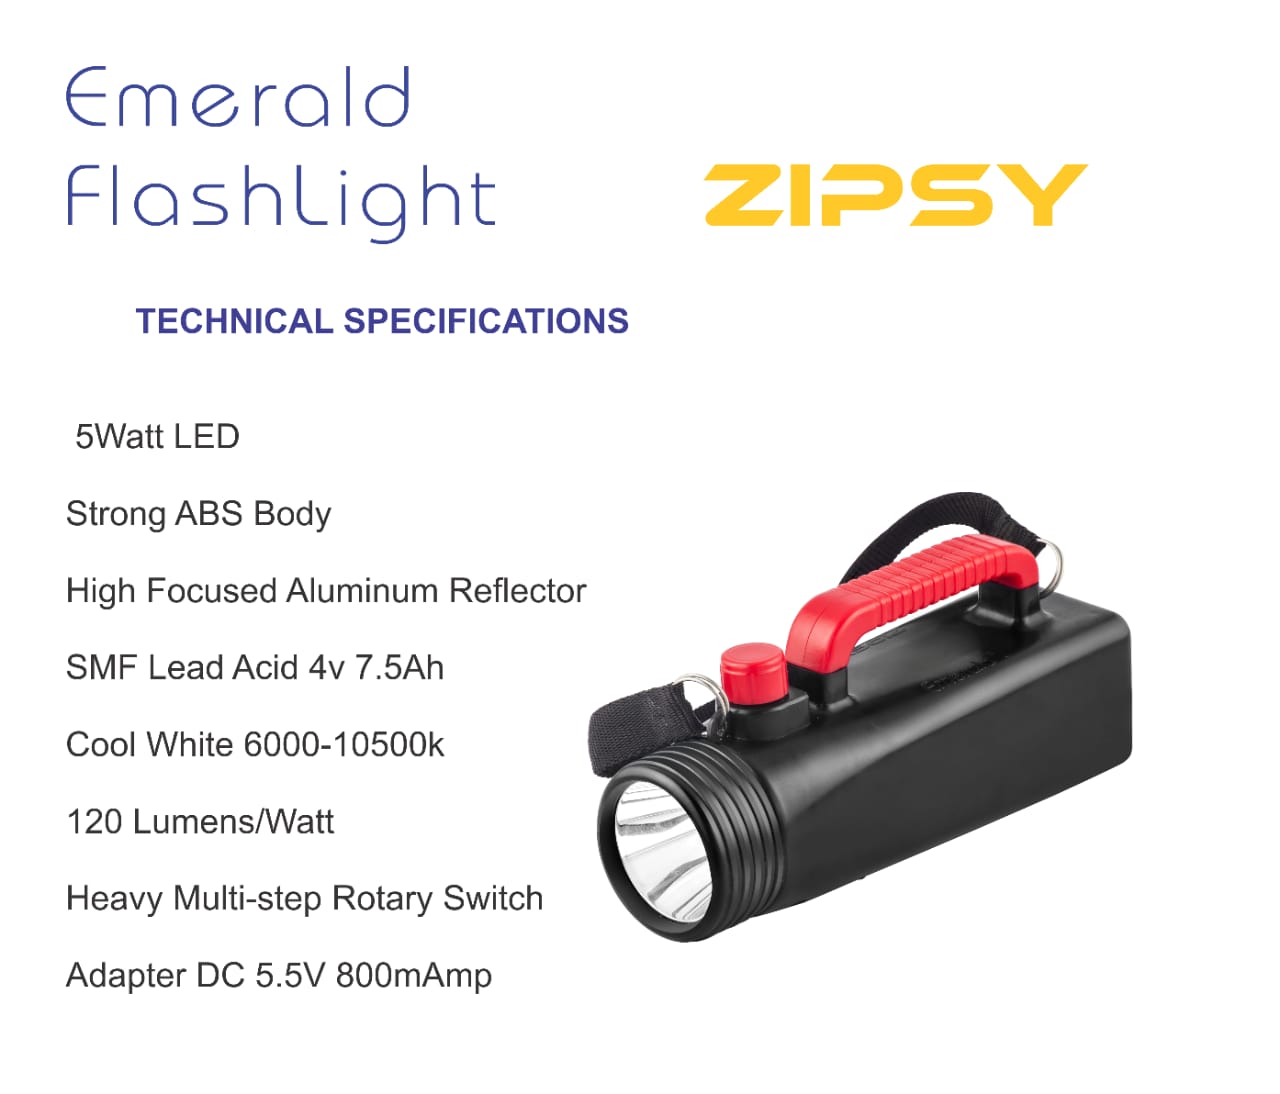 Emerald
FlashLight
ZIPSY
TECHNICAL SPECIFICATIONS
5Watt LED
Strong ABS Body
High Focused Aluminum Reflector
SMF Lead Acid 4v 7.5Ah
Cool White 6000-10500k
120 Lumens/Watt
Heavy Multi-step Rotary Switch
Adapter DC 5.5V 800mAmp